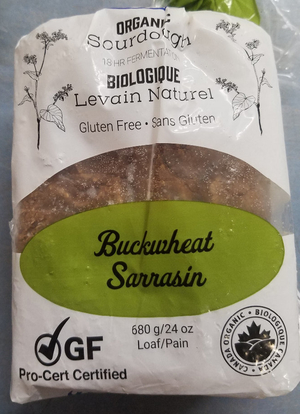 ORGANIC
Sourdough
18 HR FERMENTATION
BIOLOGIQUE
Levain Naturel
Gluten Free • Sans Gluten
Buckwheat
Sarrasin
680 g/24 oz
Loaf/Pain
GF
Pro-Cert Certified
CANADA ORGANIC • BIOLOGIQUE CANADA •